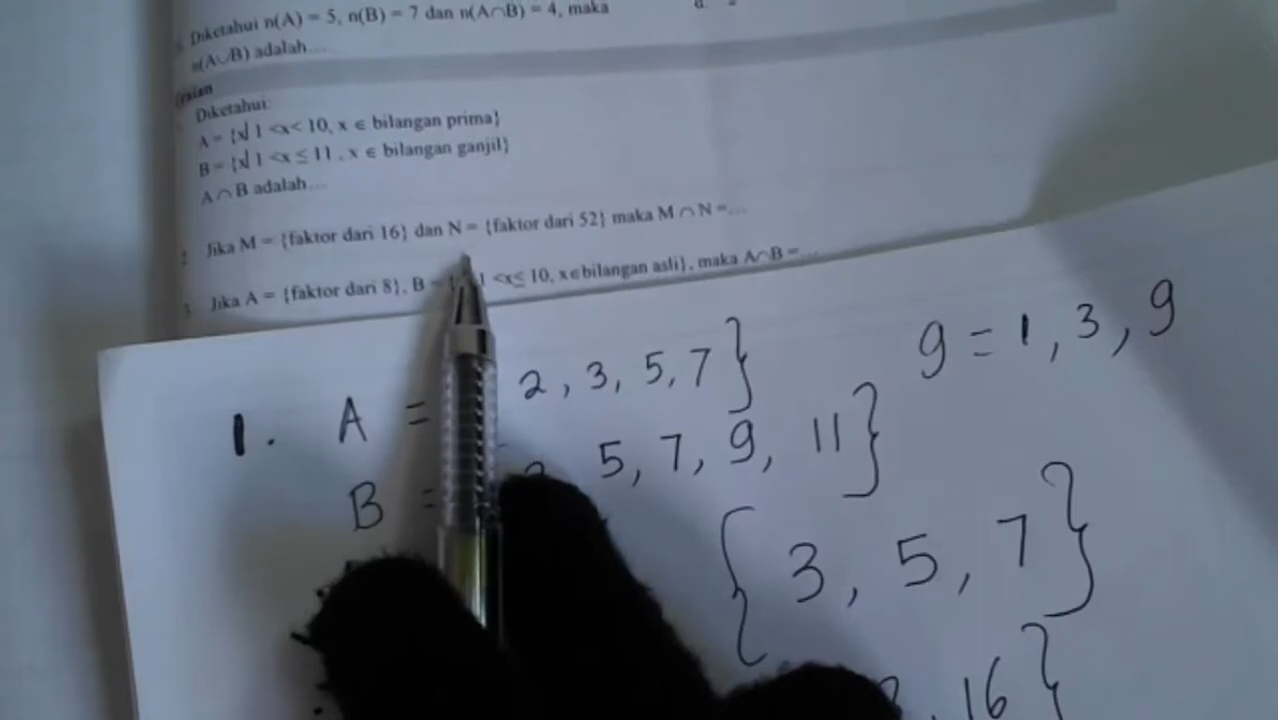 Diketahui n(A) = 5, n(B) = 7 dan n(A∩B) = 4, maka
n(A∪B) adalah...
d.
Diketahui:
A = {x| 1 <x< 10, x ∈ bilangan prima}
B = {x| 1 <x ≤ 11, x ∈ bilangan ganjil}
A ∩ B adalah...
2. Jika M = {faktor dari 16} dan N = {faktor dari 52} maka M ∩ N =...
3. Jika A = {faktor dari 8}, B = 1 <x≤ 10, x∈bilangan asli}, maka A∩B =...
9 = 1, 3, 9
1. A = 2, 3, 5, 7}
B = 5, 7, 9, 11}
{3, 5, 7}
, 16}